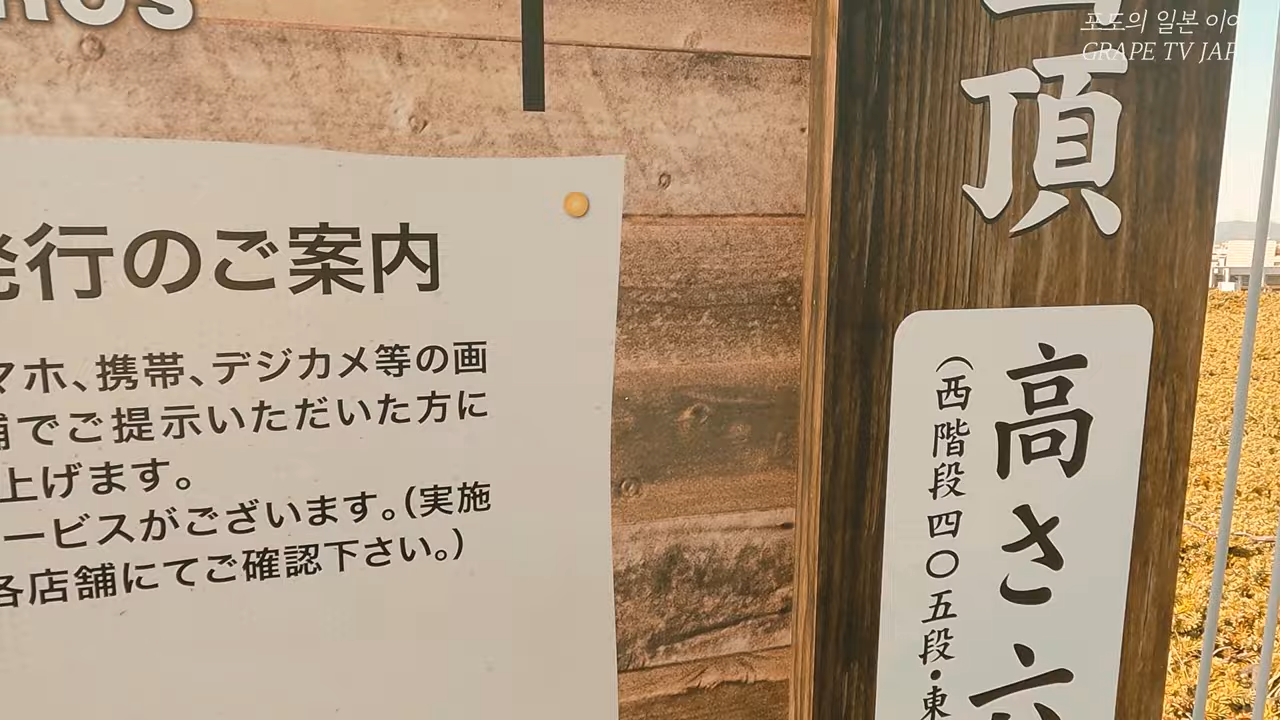 포도의 일본 이야
GRAPE TV JAP
発行のご案内
マホ、携帯、デジカメ等の画
舗でご提示いただいた方に
上げます。
ービスがございます。(実施
各店舗にてご確認下さい。)
頂
高さ六
(西階段四〇五段・東